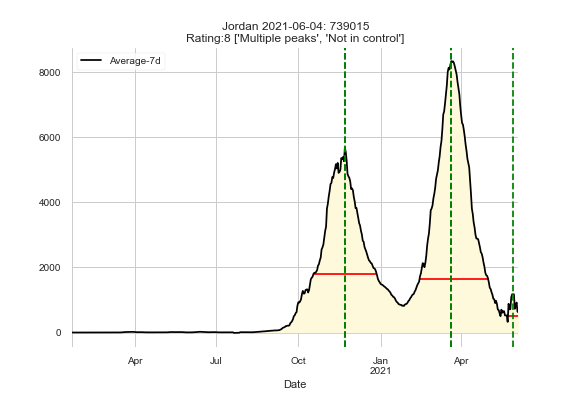 Jordan 2021-06-04: 739015
Rating:8 ['Multiple peaks', 'Not in control']
Average-7d
8000
6000
4000
2000
0
Apr
Jul
Oct
Jan
2021
Apr
Date